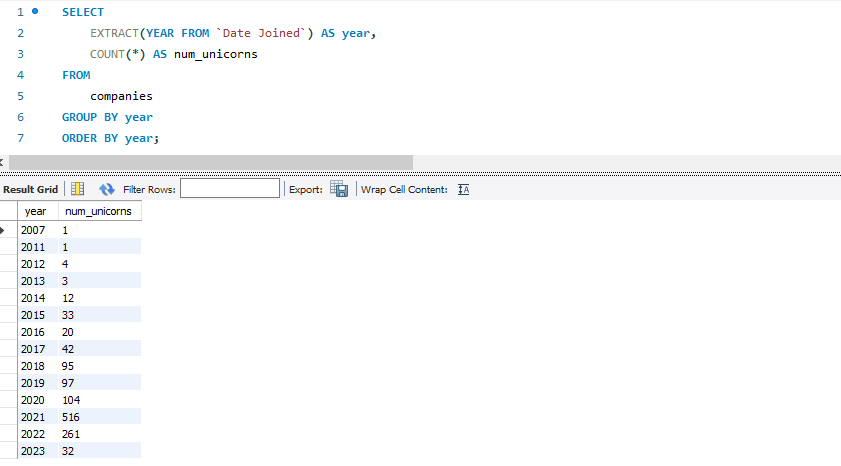 1 SELECT
2 EXTRACT(YEAR FROM `Date Joined`) AS year,
3 COUNT(*) AS num_unicorns
4 FROM
5 companies
6 GROUP BY year
7 ORDER BY year;
Result Grid Filter Rows: Export: Wrap Cell Content: IA
year num_unicorns
2007 1
2011 1
2012 4
2013 3
2014 12
2015 33
2016 20
2017 42
2018 95
2019 97
2020 104
2021 516
2022 261
2023 32